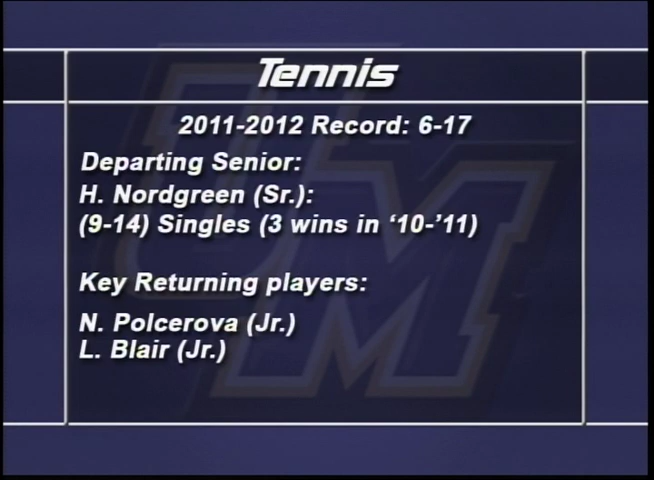 Tennis
2011-2012 Record: 6-17
Departing Senior:
H. Nordgreen (Sr.):
(9-14) Singles (3 wins in ‘10-’11)
Key Returning players:
N. Polcerova (Jr.)
L. Blair (Jr.)
JM